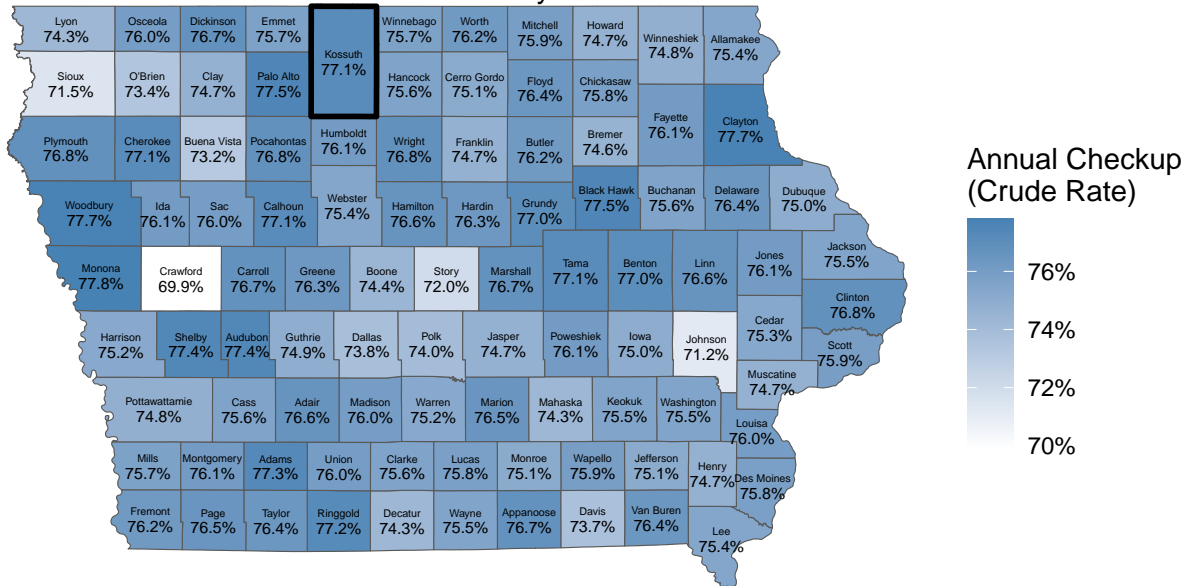 Lyon
74.3%
Osceola
76.0%
Dickinson
76.7%
Emmet
75.7%
Kossuth
77.1%
Winnebago
75.7%
Worth
76.2%
Mitchell
75.9%
Howard
74.7%
Winneshiek
74.8%
Allamakee
75.4%
Sioux
71.5%
O'Brien
73.4%
Clay
74.7%
Palo Alto
77.5%
Hancock
75.6%
Cerro Gordo
75.1%
Floyd
76.4%
Chickasaw
75.8%
Fayette
76.1%
Clayton
77.7%
Plymouth
76.8%
Cherokee
77.1%
Buena Vista
73.2%
Pocahontas
76.8%
Humboldt
76.1%
Wright
76.8%
Franklin
74.7%
Butler
76.2%
Bremer
74.6%
Woodbury
77.7%
Ida
76.1%
Sac
76.0%
Calhoun
77.1%
Webster
75.4%
Hamilton
76.6%
Hardin
76.3%
Grundy
77.0%
Black Hawk
77.5%
Buchanan
75.6%
Delaware
76.4%
Dubuque
75.0%
Monona
77.8%
Crawford
69.9%
Carroll
76.7%
Greene
76.3%
Boone
74.4%
Story
72.0%
Marshall
76.7%
Tama
77.1%
Benton
77.0%
Linn
76.6%
Jones
76.1%
Jackson
75.5%
Clinton
76.8%
Harrison
75.2%
Shelby
77.4%
Audubon
77.4%
Guthrie
74.9%
Dallas
73.8%
Polk
74.0%
Jasper
74.7%
Poweshiek
76.1%
Iowa
75.0%
Johnson
71.2%
Cedar
75.3%
Scott
75.9%
Muscatine
74.7%
Pottawattamie
74.8%
Cass
75.6%
Adair
76.6%
Madison
76.0%
Warren
75.2%
Marion
76.5%
Mahaska
74.3%
Keokuk
75.5%
Washington
75.5%
Louisa
76.0%
Mills
75.7%
Montgomery
76.1%
Adams
77.3%
Union
76.0%
Clarke
75.6%
Lucas
75.8%
Monroe
75.1%
Wapello
75.9%
Jefferson
75.1%
Henry
74.7%
Des Moines
75.8%
Fremont
76.2%
Page
76.5%
Taylor
76.4%
Ringgold
77.2%
Decatur
74.3%
Wayne
75.5%
Appanoose
76.7%
Davis
73.7%
Van Buren
76.4%
Lee
75.4%
Annual Checkup
(Crude Rate)
76%
74%
72%
70%